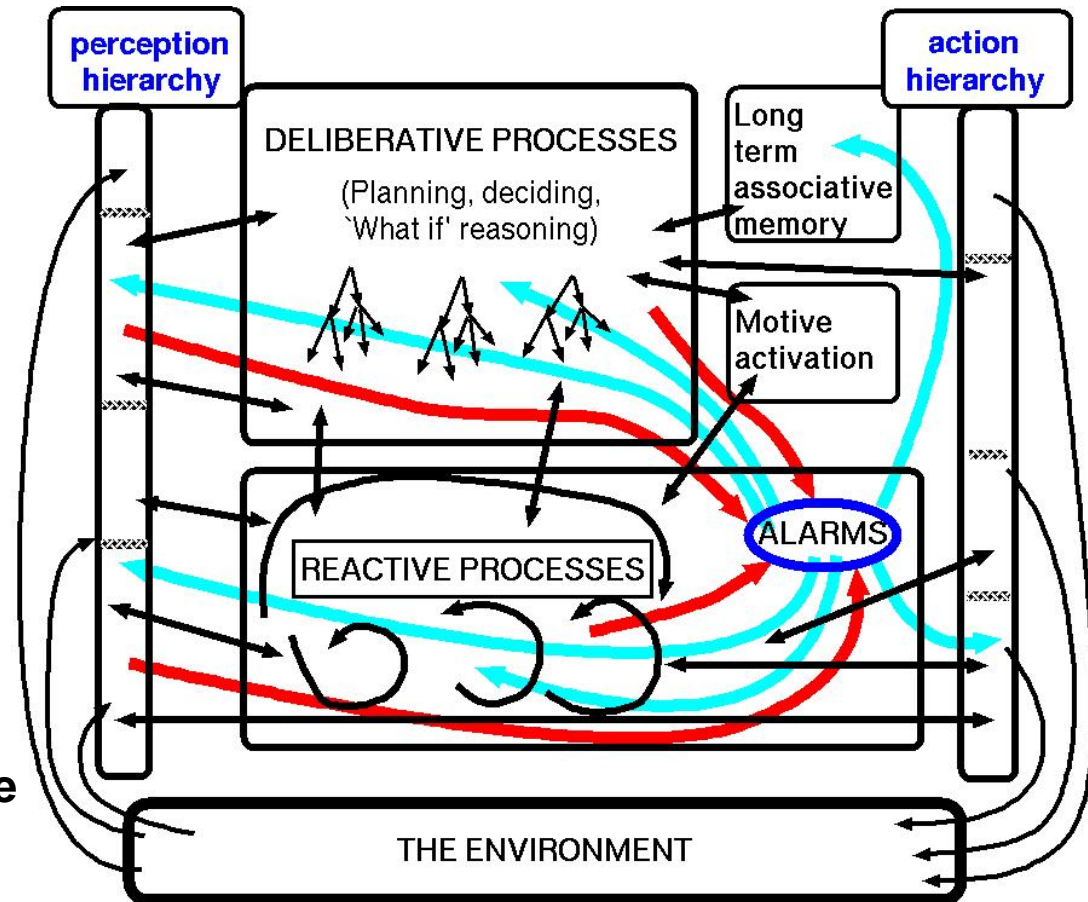 perception
hierarchy
action
hierarchy
DELIBERATIVE PROCESSES
(Planning, deciding,
`What if' reasoning)
Long
term
associative
memory
Motive
activation
ALARMS
REACTIVE PROCESSES
THE ENVIRONMENT
e